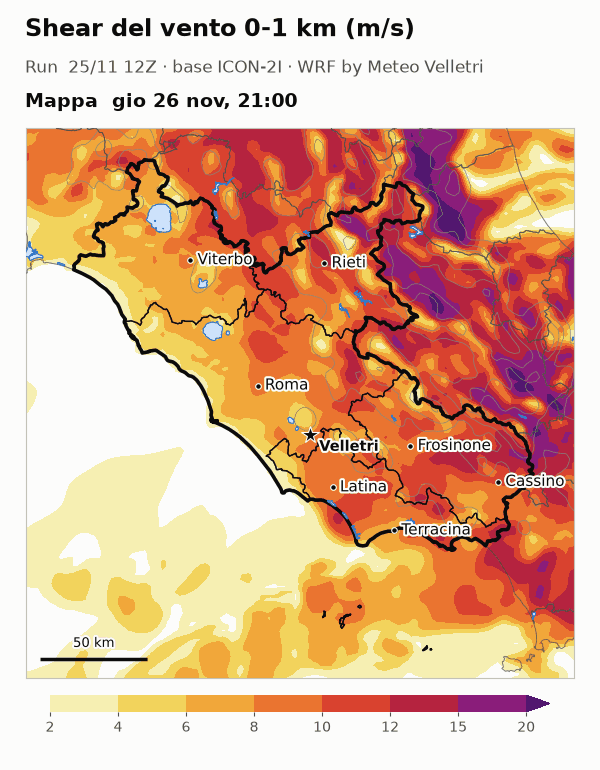 Shear del vento 0-1 km (m/s)
Run  25/11 12Z · base ICON-2I · WRF by Meteo Velletri
Mappa  gio 26 nov, 21:00
Viterbo
Rieti
Roma
Velletri
Frosinone
Latina
Cassino
Terracina
50 km
2 4 6 8 10 12 15 20